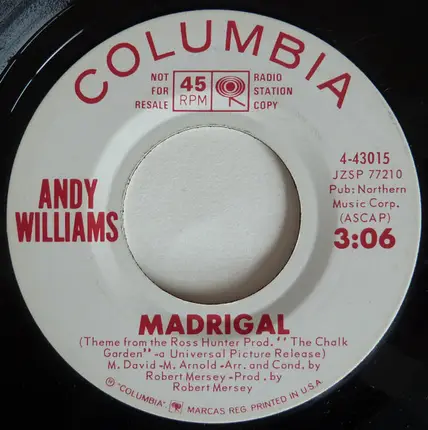 COLUMBIA
NOT FOR RESALE
45 RPM
RADIO STATION COPY
4-43015
JZSP 77210
Pub: Northern
Music Corp.
(ASCAP)
3:06
ANDY
WILLIAMS
MADRIGAL
(Theme from the Ross Hunter Prod. "The Chalk
Garden"-a Universal Picture Release)
M. David-M. Arnold-Arr. and Cond. by
Robert Mersey-Prod. by
Robert Mersey
® "COLUMBIA", MARCAS REG. PRINTED IN U.S.A.